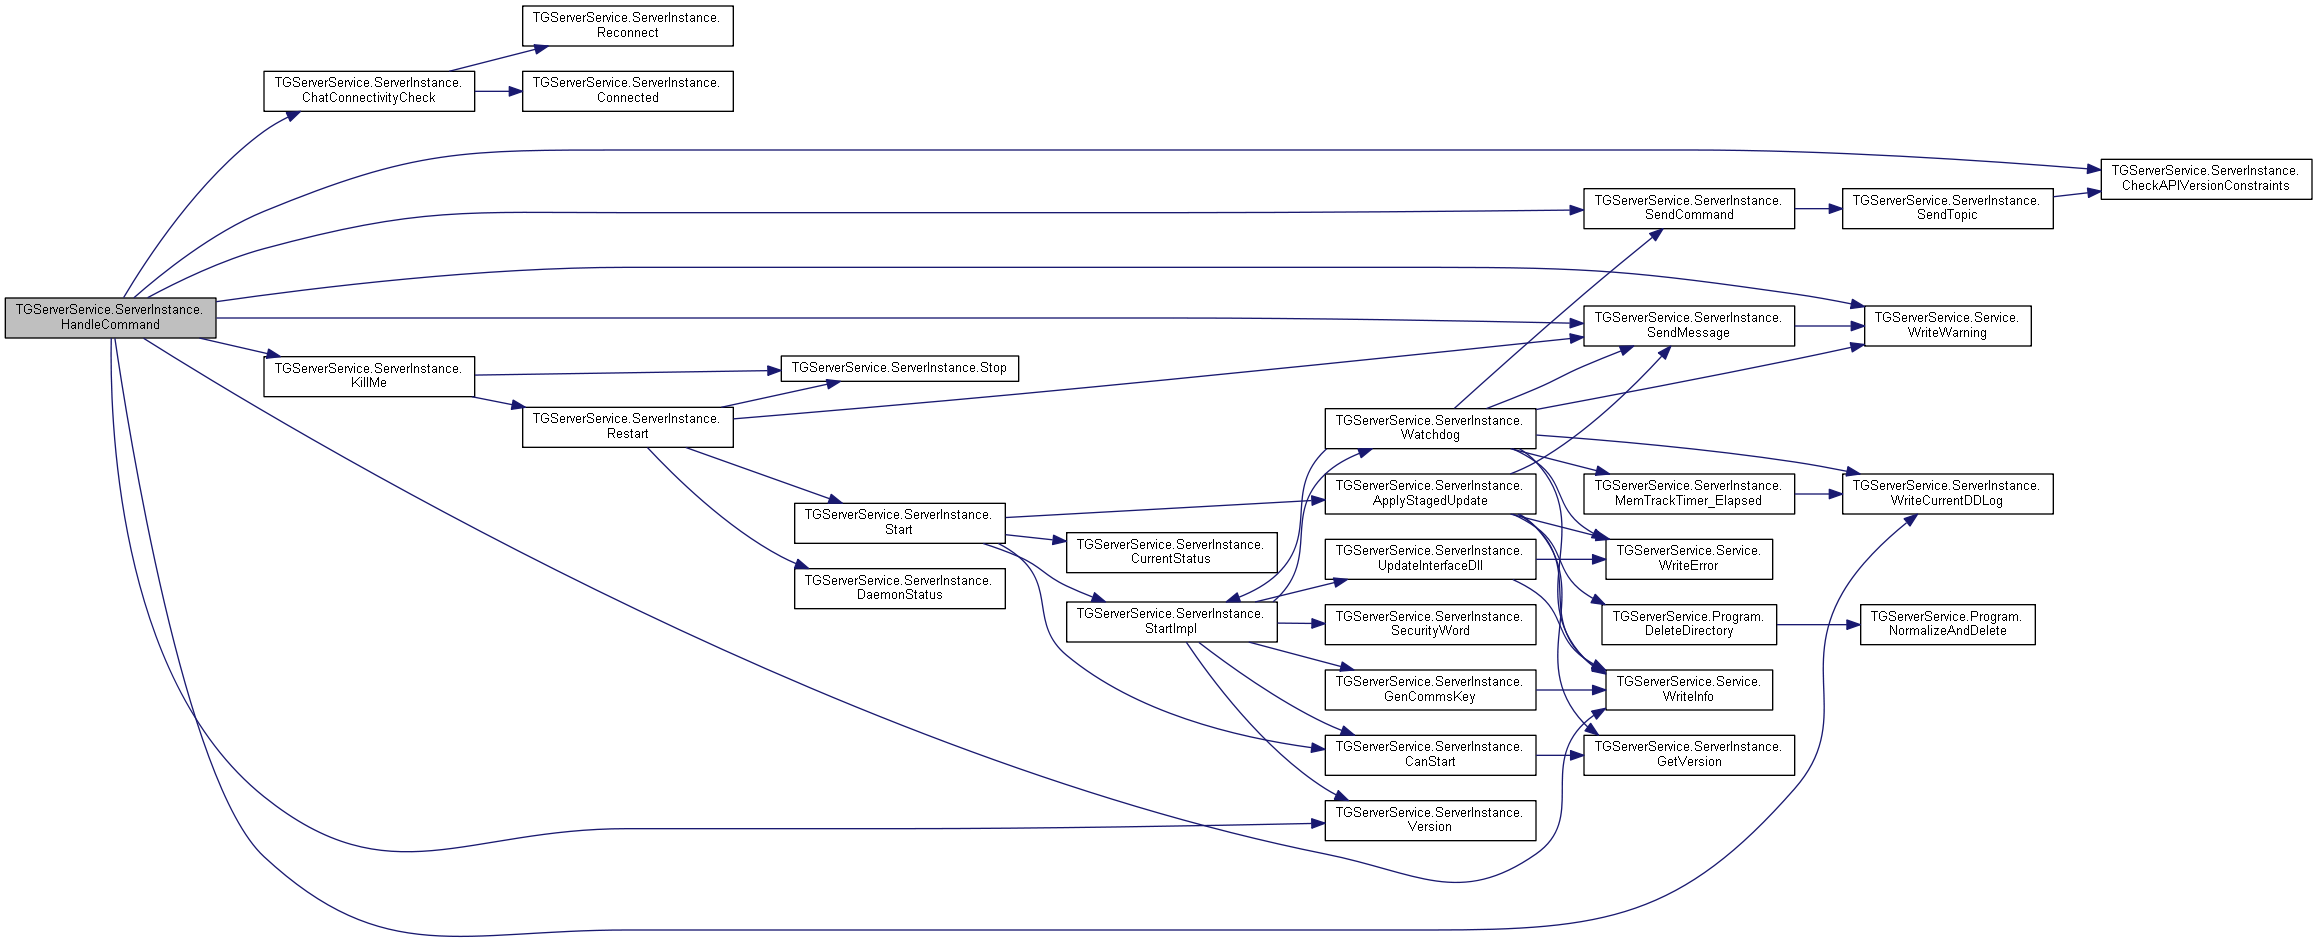 TGServerService.ServerInstance.
Reconnect
TGServerService.ServerInstance.
ChatConnectivityCheck
TGServerService.ServerInstance.
Connected
TGServerService.ServerInstance.
CheckAPIVersionConstraints
TGServerService.ServerInstance.
SendCommand
TGServerService.ServerInstance.
SendTopic
TGServerService.ServerInstance.
HandleCommand
TGServerService.ServerInstance.
SendMessage
TGServerService.Service.
WriteWarning
TGServerService.ServerInstance.
KillMe
TGServerService.ServerInstance.Stop
TGServerService.ServerInstance.
Restart
TGServerService.ServerInstance.
Watchdog
TGServerService.ServerInstance.
ApplyStagedUpdate
TGServerService.ServerInstance.
MemTrackTimer_Elapsed
TGServerService.ServerInstance.
WriteCurrentDDLog
TGServerService.ServerInstance.
Start
TGServerService.ServerInstance.
CurrentStatus
TGServerService.ServerInstance.
UpdateInterfaceDll
TGServerService.Service.
WriteError
TGServerService.ServerInstance.
DaemonStatus
TGServerService.ServerInstance.
StartImpl
TGServerService.ServerInstance.
SecurityWord
TGServerService.Program.
DeleteDirectory
TGServerService.Program.
NormalizeAndDelete
TGServerService.ServerInstance.
GenCommsKey
TGServerService.Service.
WriteInfo
TGServerService.ServerInstance.
CanStart
TGServerService.ServerInstance.
GetVersion
TGServerService.ServerInstance.
Version